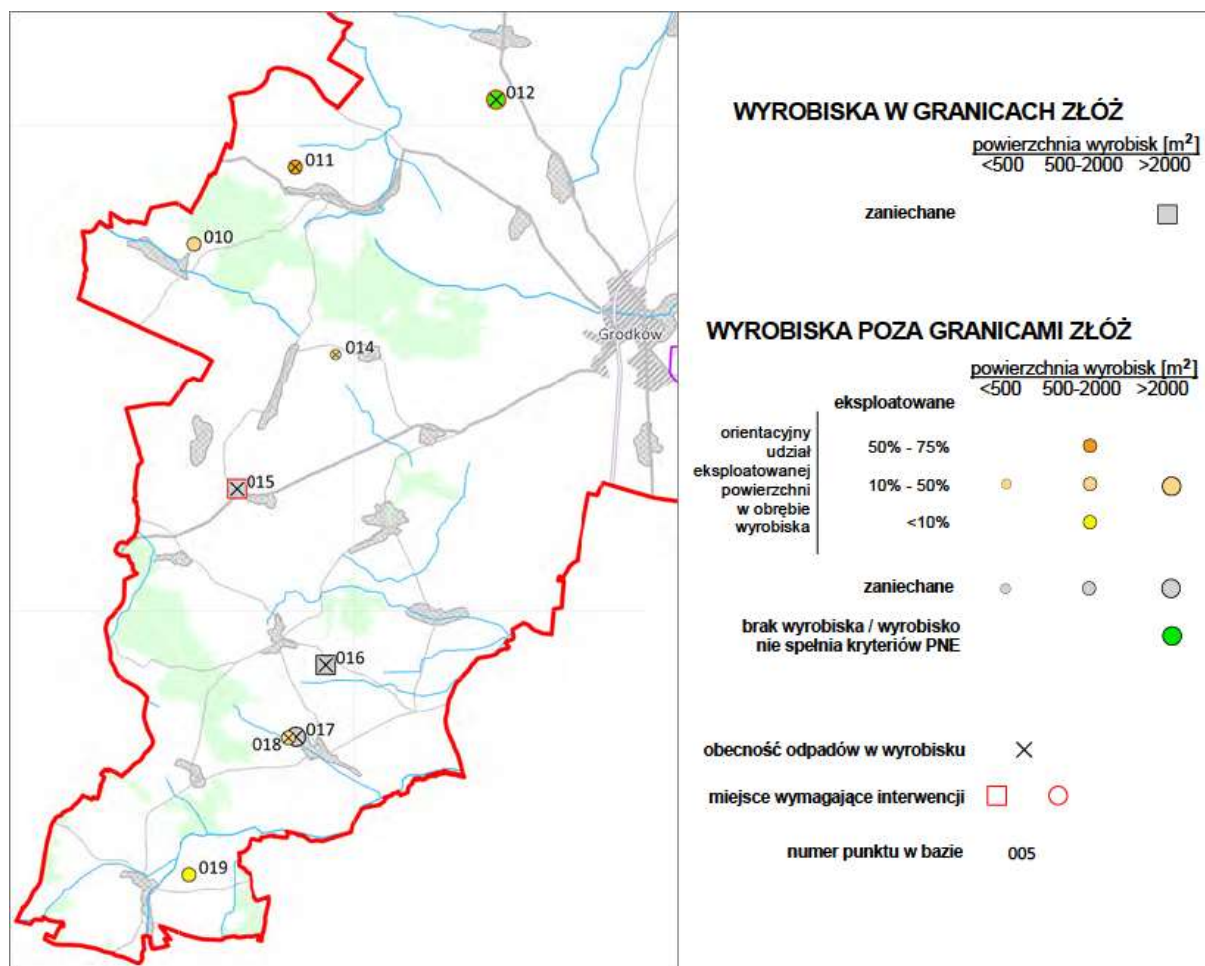 012
011
010
Grodków
014
015
016
017
018
019
WYROBISKA W GRANICACH ZŁÓŻ
powierzchnia wyrobisk [m²]
<500 500-2000 >2000
zaniechane
WYROBISKA POZA GRANICAMI ZŁÓŻ
powierzchnia wyrobisk [m²]
<500 500-2000 >2000
eksploatowane
orientacyjny
udział
eksploatowanej
powierzchni
w obrębie
wyrobiska
50% - 75%
10% - 50%
<10%
zaniechane
brak wyrobiska / wyrobisko
nie spełnia kryteriów PNE
obecność odpadów w wyrobisku
miejsce wymagające interwencji
numer punktu w bazie 005